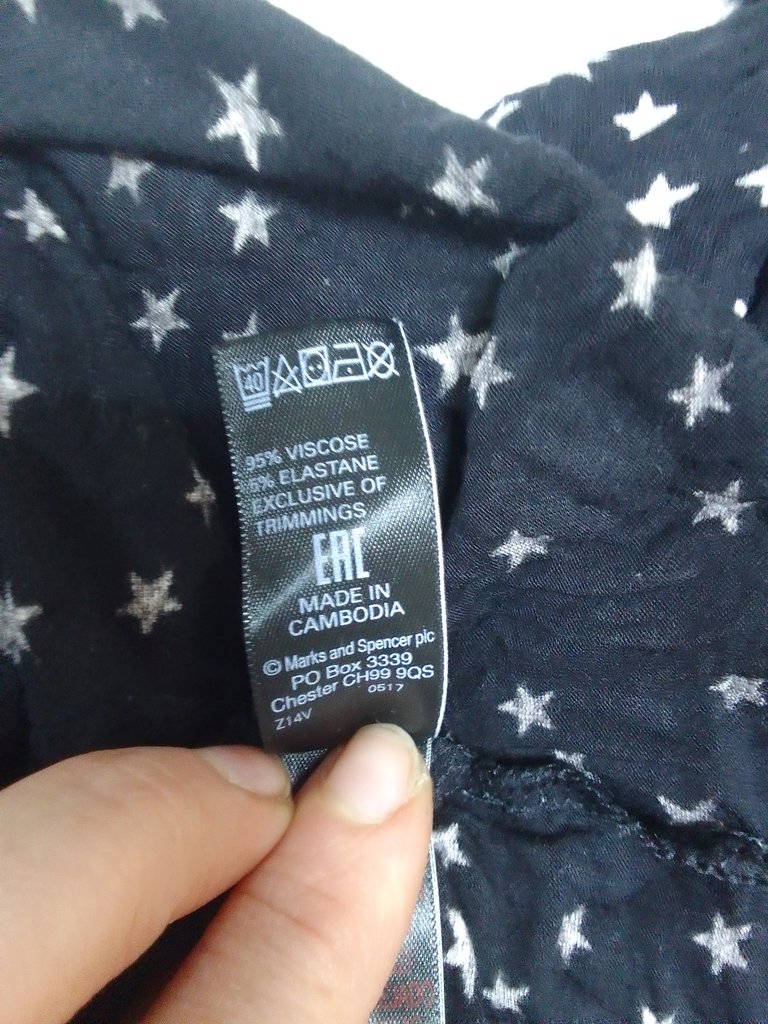 40
95% VISCOSE
5% ELASTANE
EXCLUSIVE OF
TRIMMINGS
EAC
MADE IN
CAMBODIA
© Marks and Spencer plc
PO Box 3339
Chester CH99 9QS
0517
Z14V